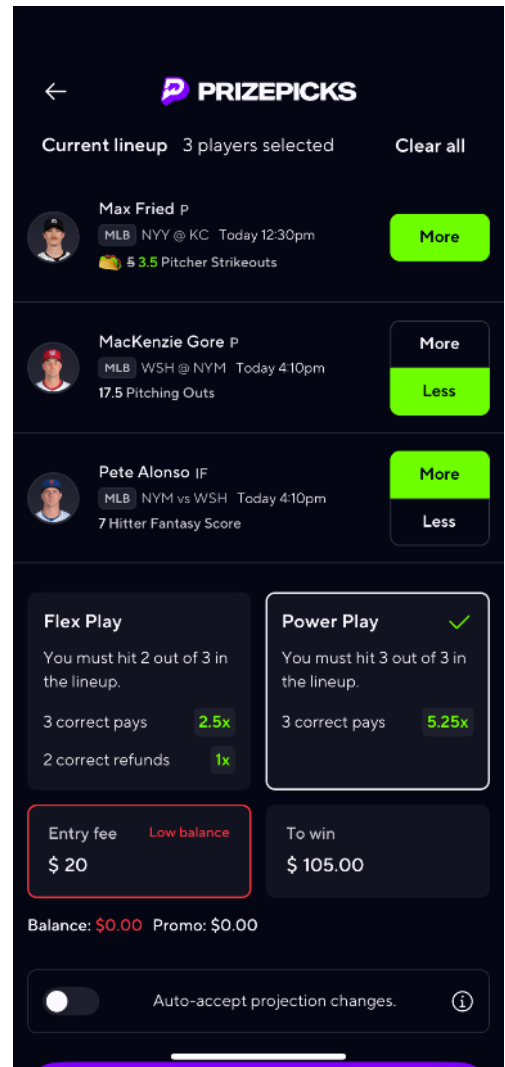 PRIZEPICKS
Current lineup 3 players selected Clear all
Max Fried P
MLB NYY @ KC Today 12:30pm
5 3.5 Pitcher Strikeouts
More
MacKenzie Gore P
MLB WSH @ NYM Today 4:10pm
17.5 Pitching Outs
More
Less
Pete Alonso IF
MLB NYM vs WSH Today 4:10pm
7 Hitter Fantasy Score
More
Less
Flex Play
You must hit 2 out of 3 in
the lineup.
3 correct pays 2.5x
2 correct refunds 1x
Power Play
You must hit 3 out of 3 in
the lineup.
3 correct pays 5.25x
Entry fee Low balance
$ 20
To win
$ 105.00
Balance: $0.00 Promo: $0.00
Auto-accept projection changes.